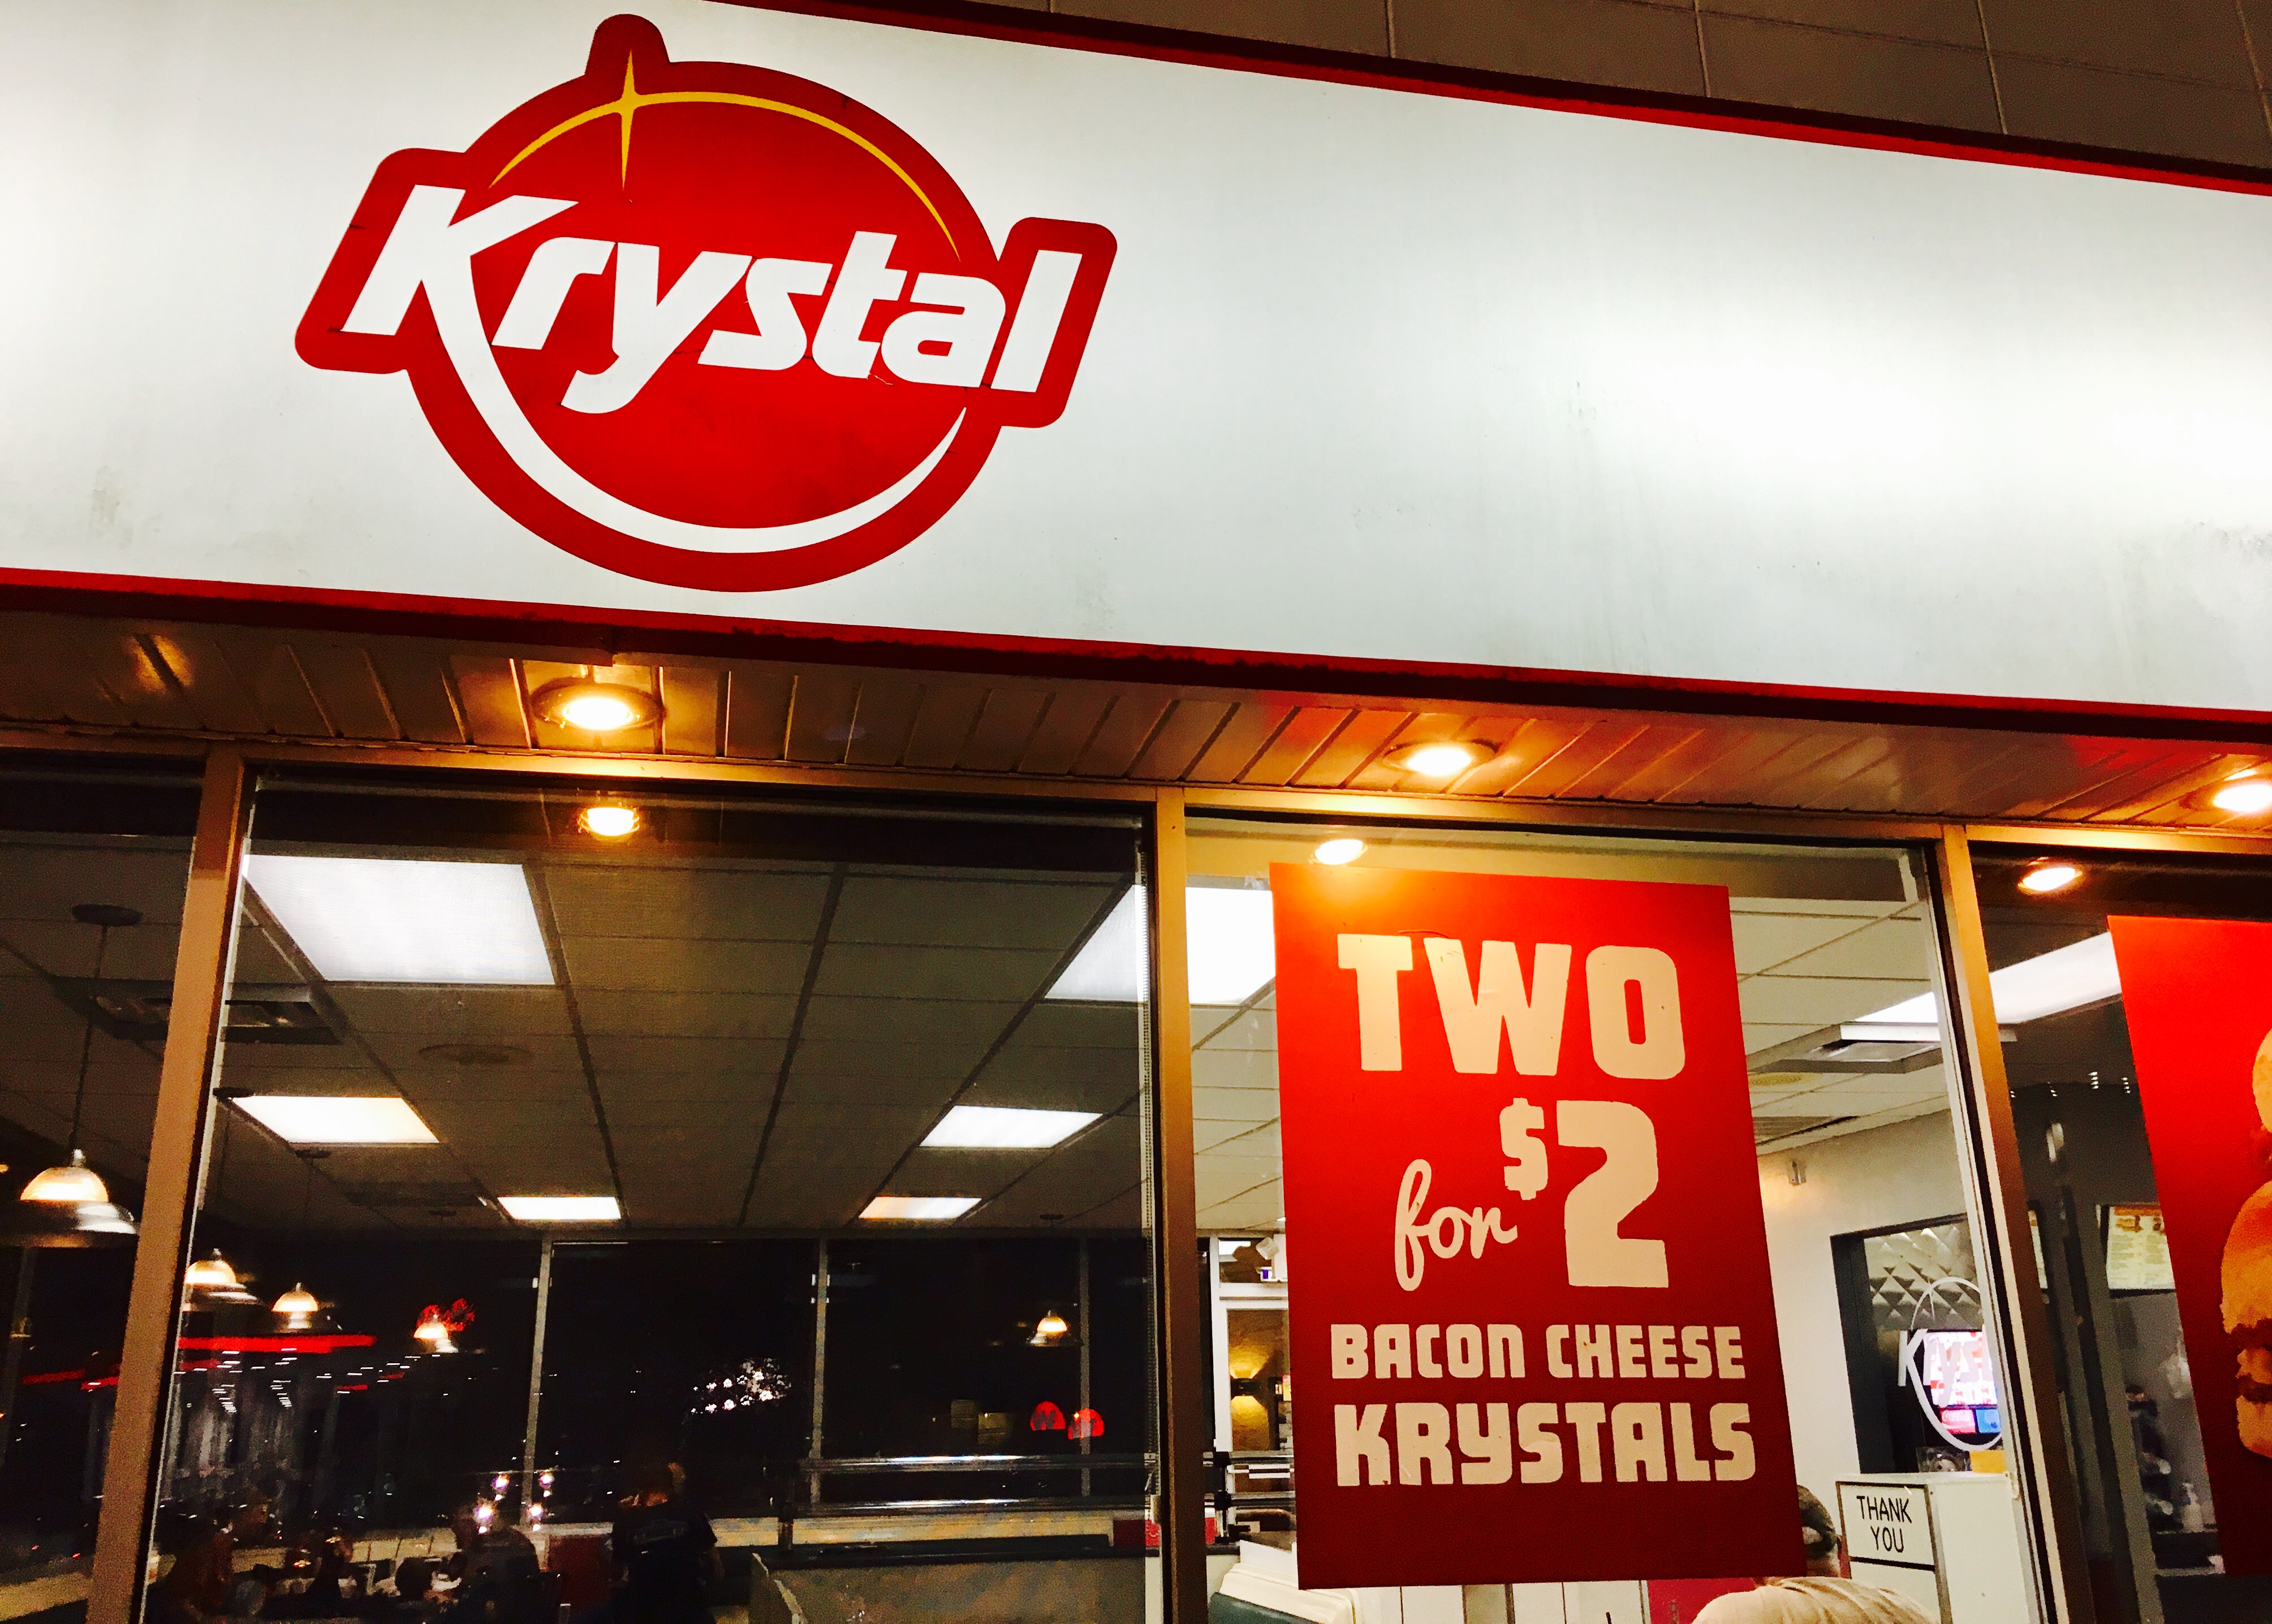 Krystal
TWO
for $2
BACON CHEESE
KRYSTALS
THANK
YOU